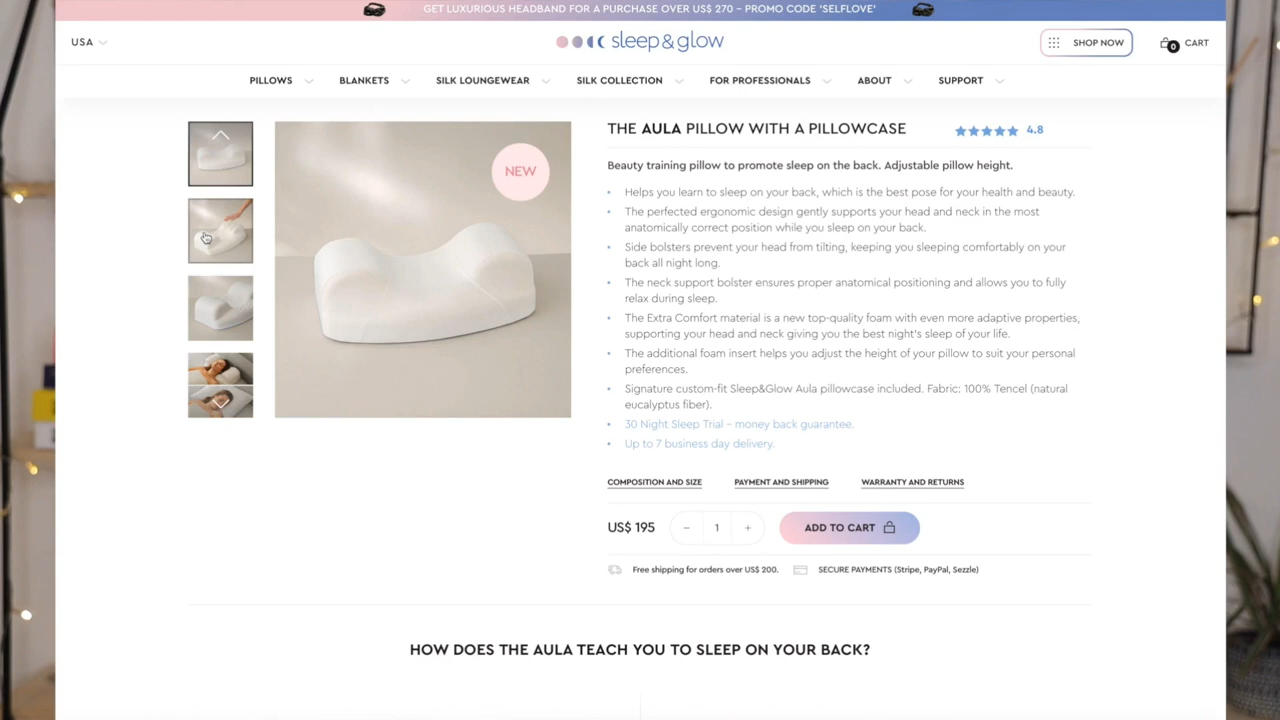 GET LUXURIOUS HEADBAND FOR A PURCHASE OVER US$ 270 – PROMO CODE 'SELFLOVE'
USA
sleep&glow
SHOP NOW
0
CART
PILLOWS
BLANKETS
SILK LOUNGEWEAR
SILK COLLECTION
FOR PROFESSIONALS
ABOUT
SUPPORT
NEW
THE AULA PILLOW WITH A PILLOWCASE
4.8
Beauty training pillow to promote sleep on the back. Adjustable pillow height.
Helps you learn to sleep on your back, which is the best pose for your health and beauty.
The perfected ergonomic design gently supports your head and neck in the most
anatomically correct position while you sleep on your back.
Side bolsters prevent your head from tilting, keeping you sleeping comfortably on your
back all night long.
The neck support bolster ensures proper anatomical positioning and allows you to fully
relax during sleep.
The Extra Comfort material is a new top-quality foam with even more adaptive properties,
supporting your head and neck giving you the best night's sleep of your life.
The additional foam insert helps you adjust the height of your pillow to suit your personal
preferences.
Signature custom-fit Sleep&Glow Aula pillowcase included. Fabric: 100% Tencel (natural
eucalyptus fiber).
30 Night Sleep Trial – money back guarantee.
Up to 7 business day delivery.
COMPOSITION AND SIZE
PAYMENT AND SHIPPING
WARRANTY AND RETURNS
US$ 195
− 1 +
ADD TO CART
Free shipping for orders over US$ 200.
SECURE PAYMENTS (Stripe, PayPal, Sezzle)
HOW DOES THE AULA TEACH YOU TO SLEEP ON YOUR BACK?